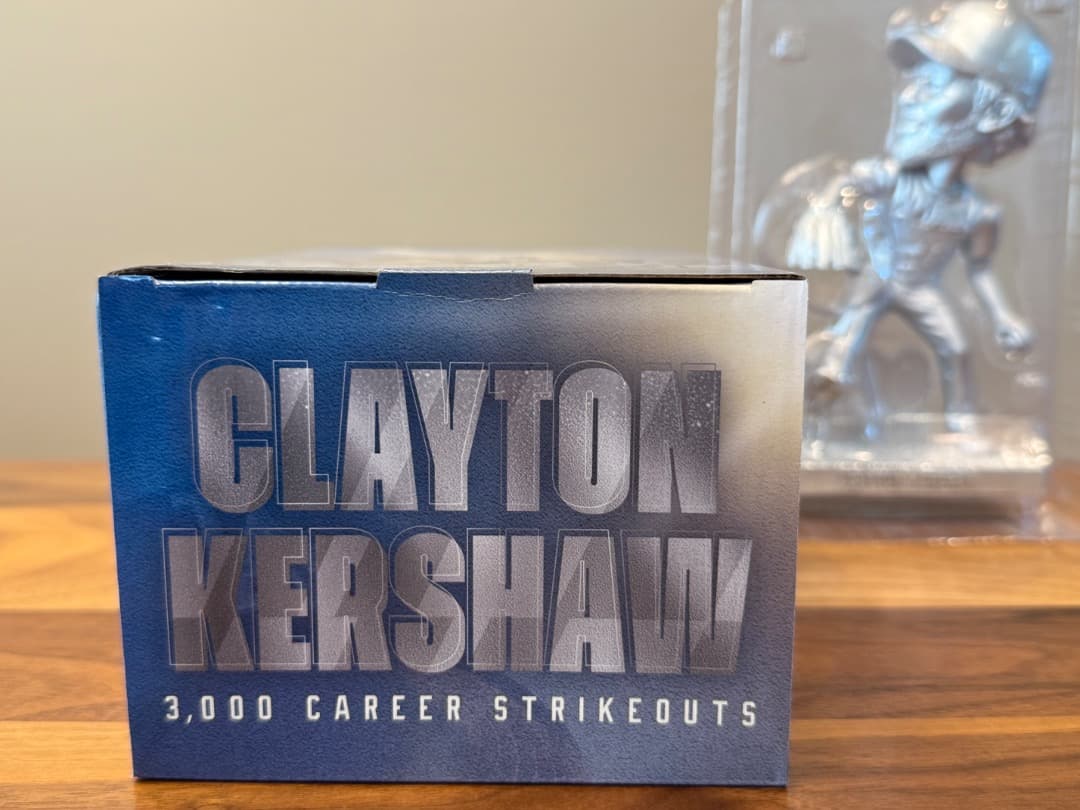 CLAYTON
KERSHAW
3,000 CAREER STRIKEOUTS